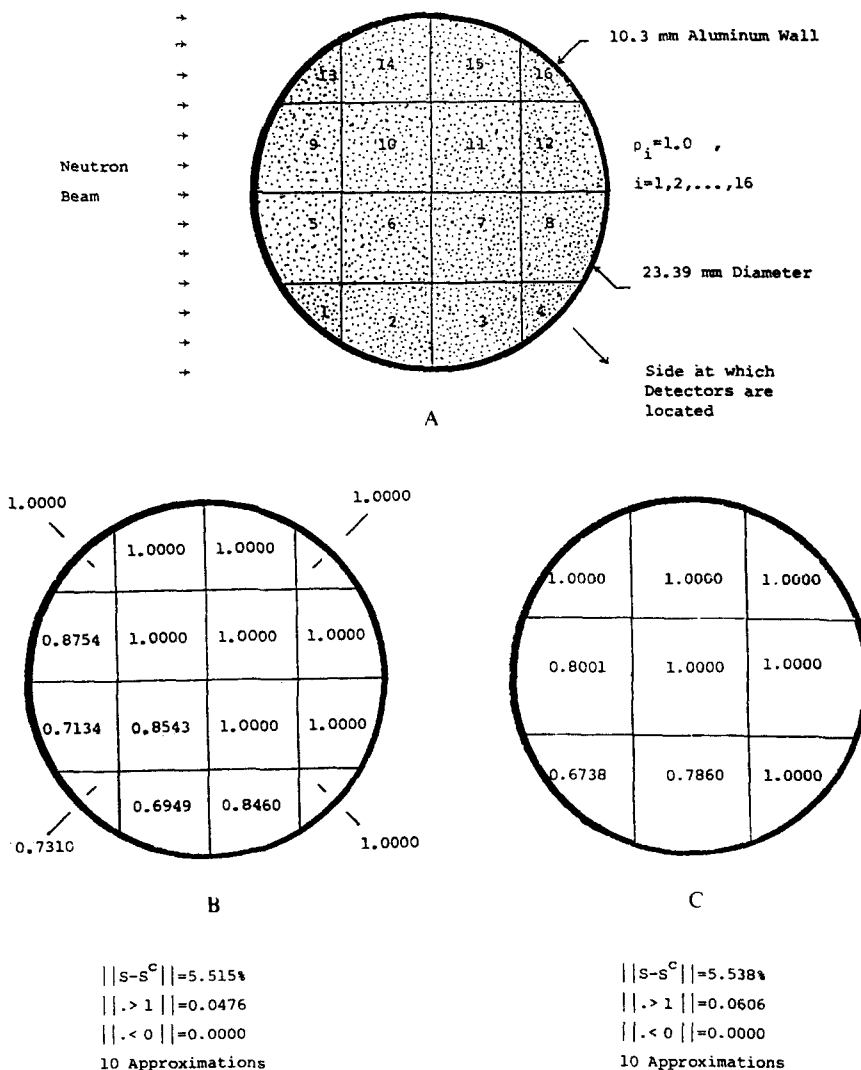 10.3 mm Aluminum Wall
13 14 15 16
9 10 11 12
Neutron
Beam
ρi=1.0 ,
i=1,2,...,16
5 6 7 8
23.39 mm Diameter
1 2 3 4
Side at which
Detectors are
located
A
1.0000 1.0000
1.0000 1.0000
0.8754 1.0000 1.0000 1.0000
0.7134 0.8543 1.0000 1.0000
0.6949 0.8460
0.7310 1.0000
B
1.0000 1.0000 1.0000
0.8001 1.0000 1.0000
0.6738 0.7860 1.0000
C
||S-S^C||=5.515%
||.> 1||=0.0476
||.< 0||=0.0000
10 Approximations
||S-S^C||=5.538%
||.> 1||=0.0606
||.< 0||=0.0000
10 Approximations